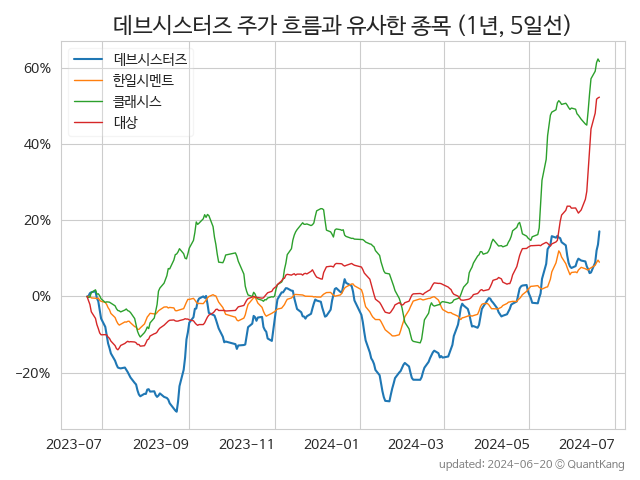 데브시스터즈 주가 흐름과 유사한 종목 (1년, 5일선)
데브시스터즈
한일시멘트
클래시스
대상
60%
40%
20%
0%
−20%
2023-07 2023-09 2023-11 2024-01 2024-03 2024-05 2024-07
updated: 2024-06-20 © QuantKang